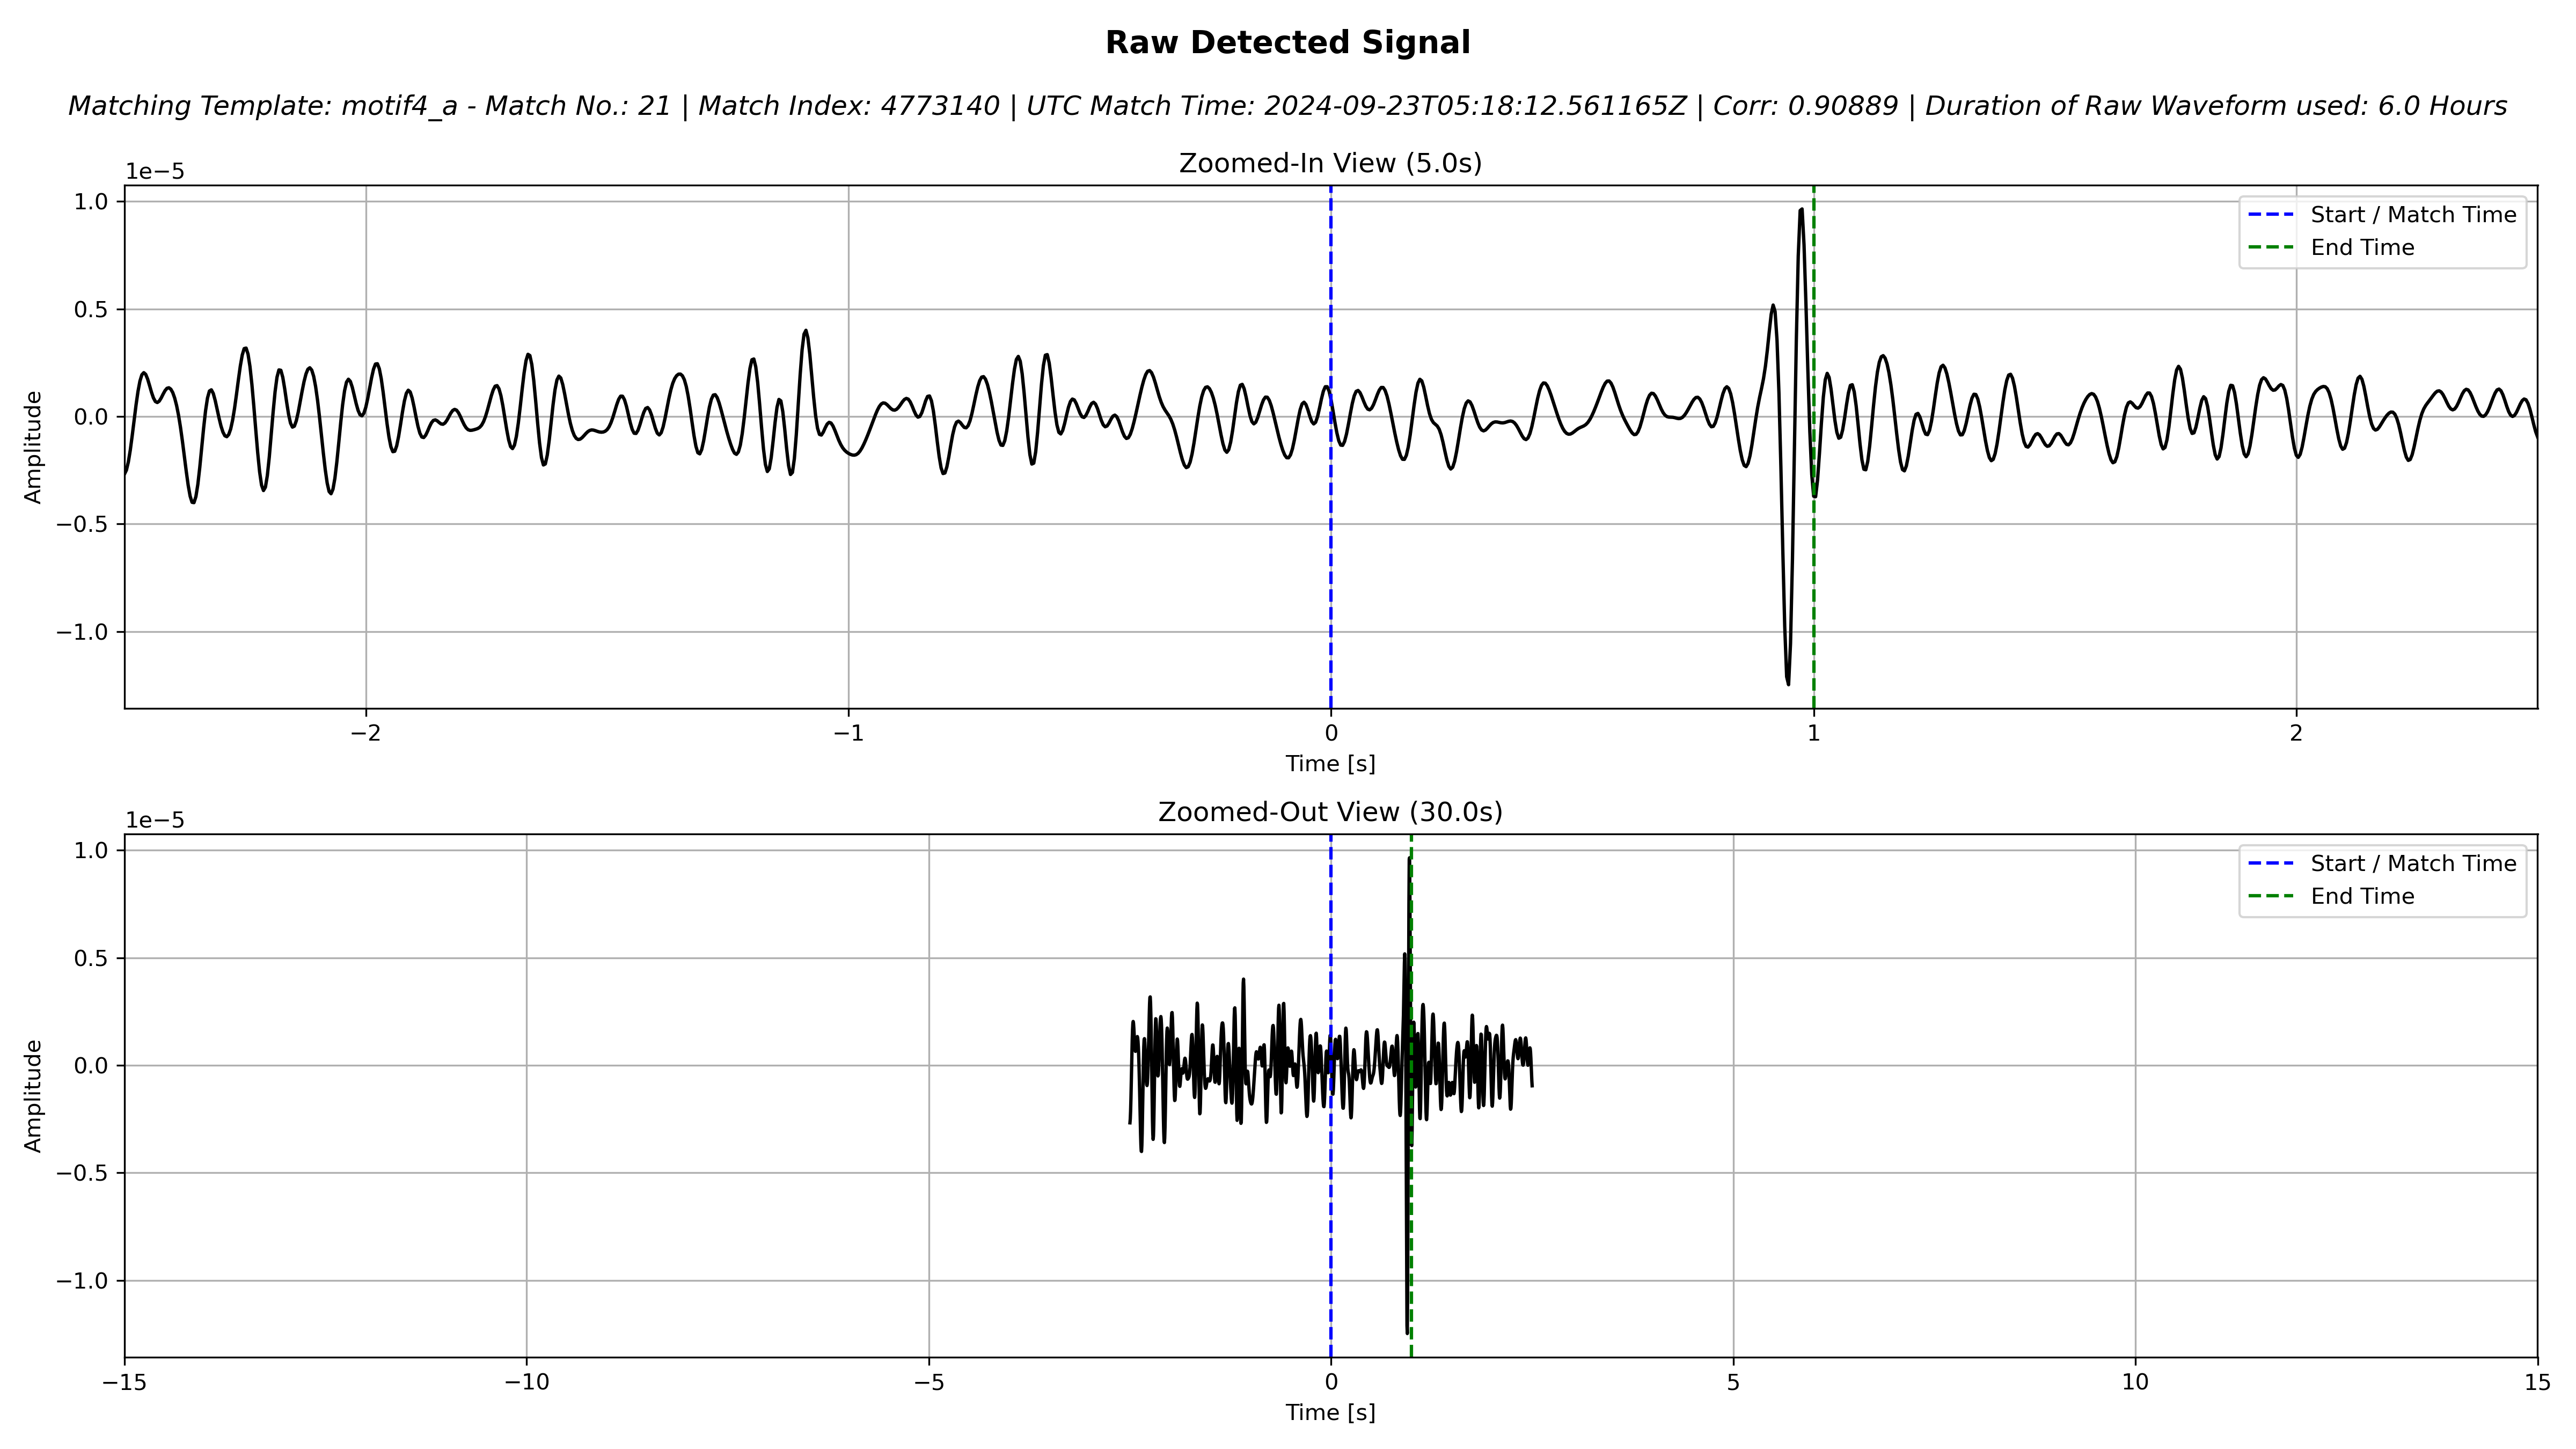 Raw Detected Signal
Matching Template: motif4_a - Match No.: 21 | Match Index: 4773140 | UTC Match Time: 2024-09-23T05:18:12.561165Z | Corr: 0.90889 | Duration of Raw Waveform used: 6.0 Hours
Zoomed-In View (5.0s)
1e−5
1.0
0.5
0.0
−0.5
−1.0
Amplitude
Start / Match Time
End Time
−2
−1
0
1
2
Time [s]
Zoomed-Out View (30.0s)
1e−5
1.0
0.5
0.0
−0.5
−1.0
Amplitude
Start / Match Time
End Time
−15
−10
−5
0
5
10
15
Time [s]